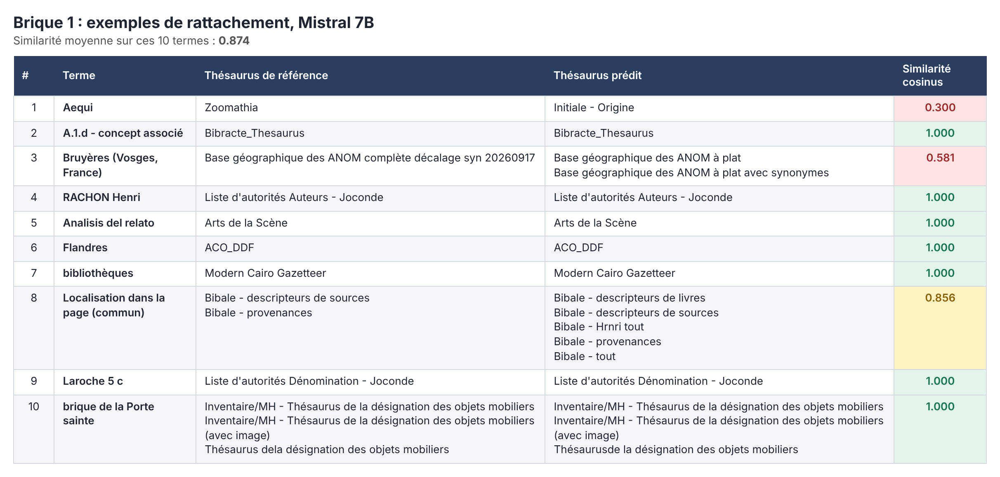 Brique 1 : exemples de rattachement, Mistral 7B
Similarité moyenne sur ces 10 termes : 0.874
# Terme Thésaurus de référence Thésaurus prédit Similarité cosinus
1 Aequi Zoomathia Initiale - Origine 0.300
2 A.1.d - concept associé Bibracte_Thesaurus Bibracte_Thesaurus 1.000
3 Bruyères (Vosges, Base géographique des ANOM complète décalage syn 20260917 Base géographique des ANOM à plat 0.581
France) Base géographique des ANOM à plat avec synonymes
4 RACHON Henri Liste d'autorités Auteurs - Joconde Liste d'autorités Auteurs - Joconde 1.000
5 Analisis del relato Arts de la Scène Arts de la Scène 1.000
6 Flandres ACO_DDF ACO_DDF 1.000
7 bibliothèques Modern Cairo Gazetteer Modern Cairo Gazetteer 1.000
8 Localisation dans la Bibale - descripteurs de sources Bibale - descripteurs de livres 0.856
page (commun) Bibale - provenances Bibale - descripteurs de sources
Bibale - Hrnri tout
Bibale - provenances
Bibale - tout
9 Laroche 5 c Liste d'autorités Dénomination - Joconde Liste d'autorités Dénomination - Joconde 1.000
10 brique de la Porte Inventaire/MH - Thésaurus de la désignation des objets mobiliers Inventaire/MH - Thésaurus de la désignation des objets mobiliers 1.000
sainte Inventaire/MH - Thésaurus de la désignation des objets mobiliers Inventaire/MH - Thésaurus de la désignation des objets mobiliers
(avec image) (avec image)
Thésaurus dela désignation des objets mobiliers Thésaurusde la désignation des objets mobiliers